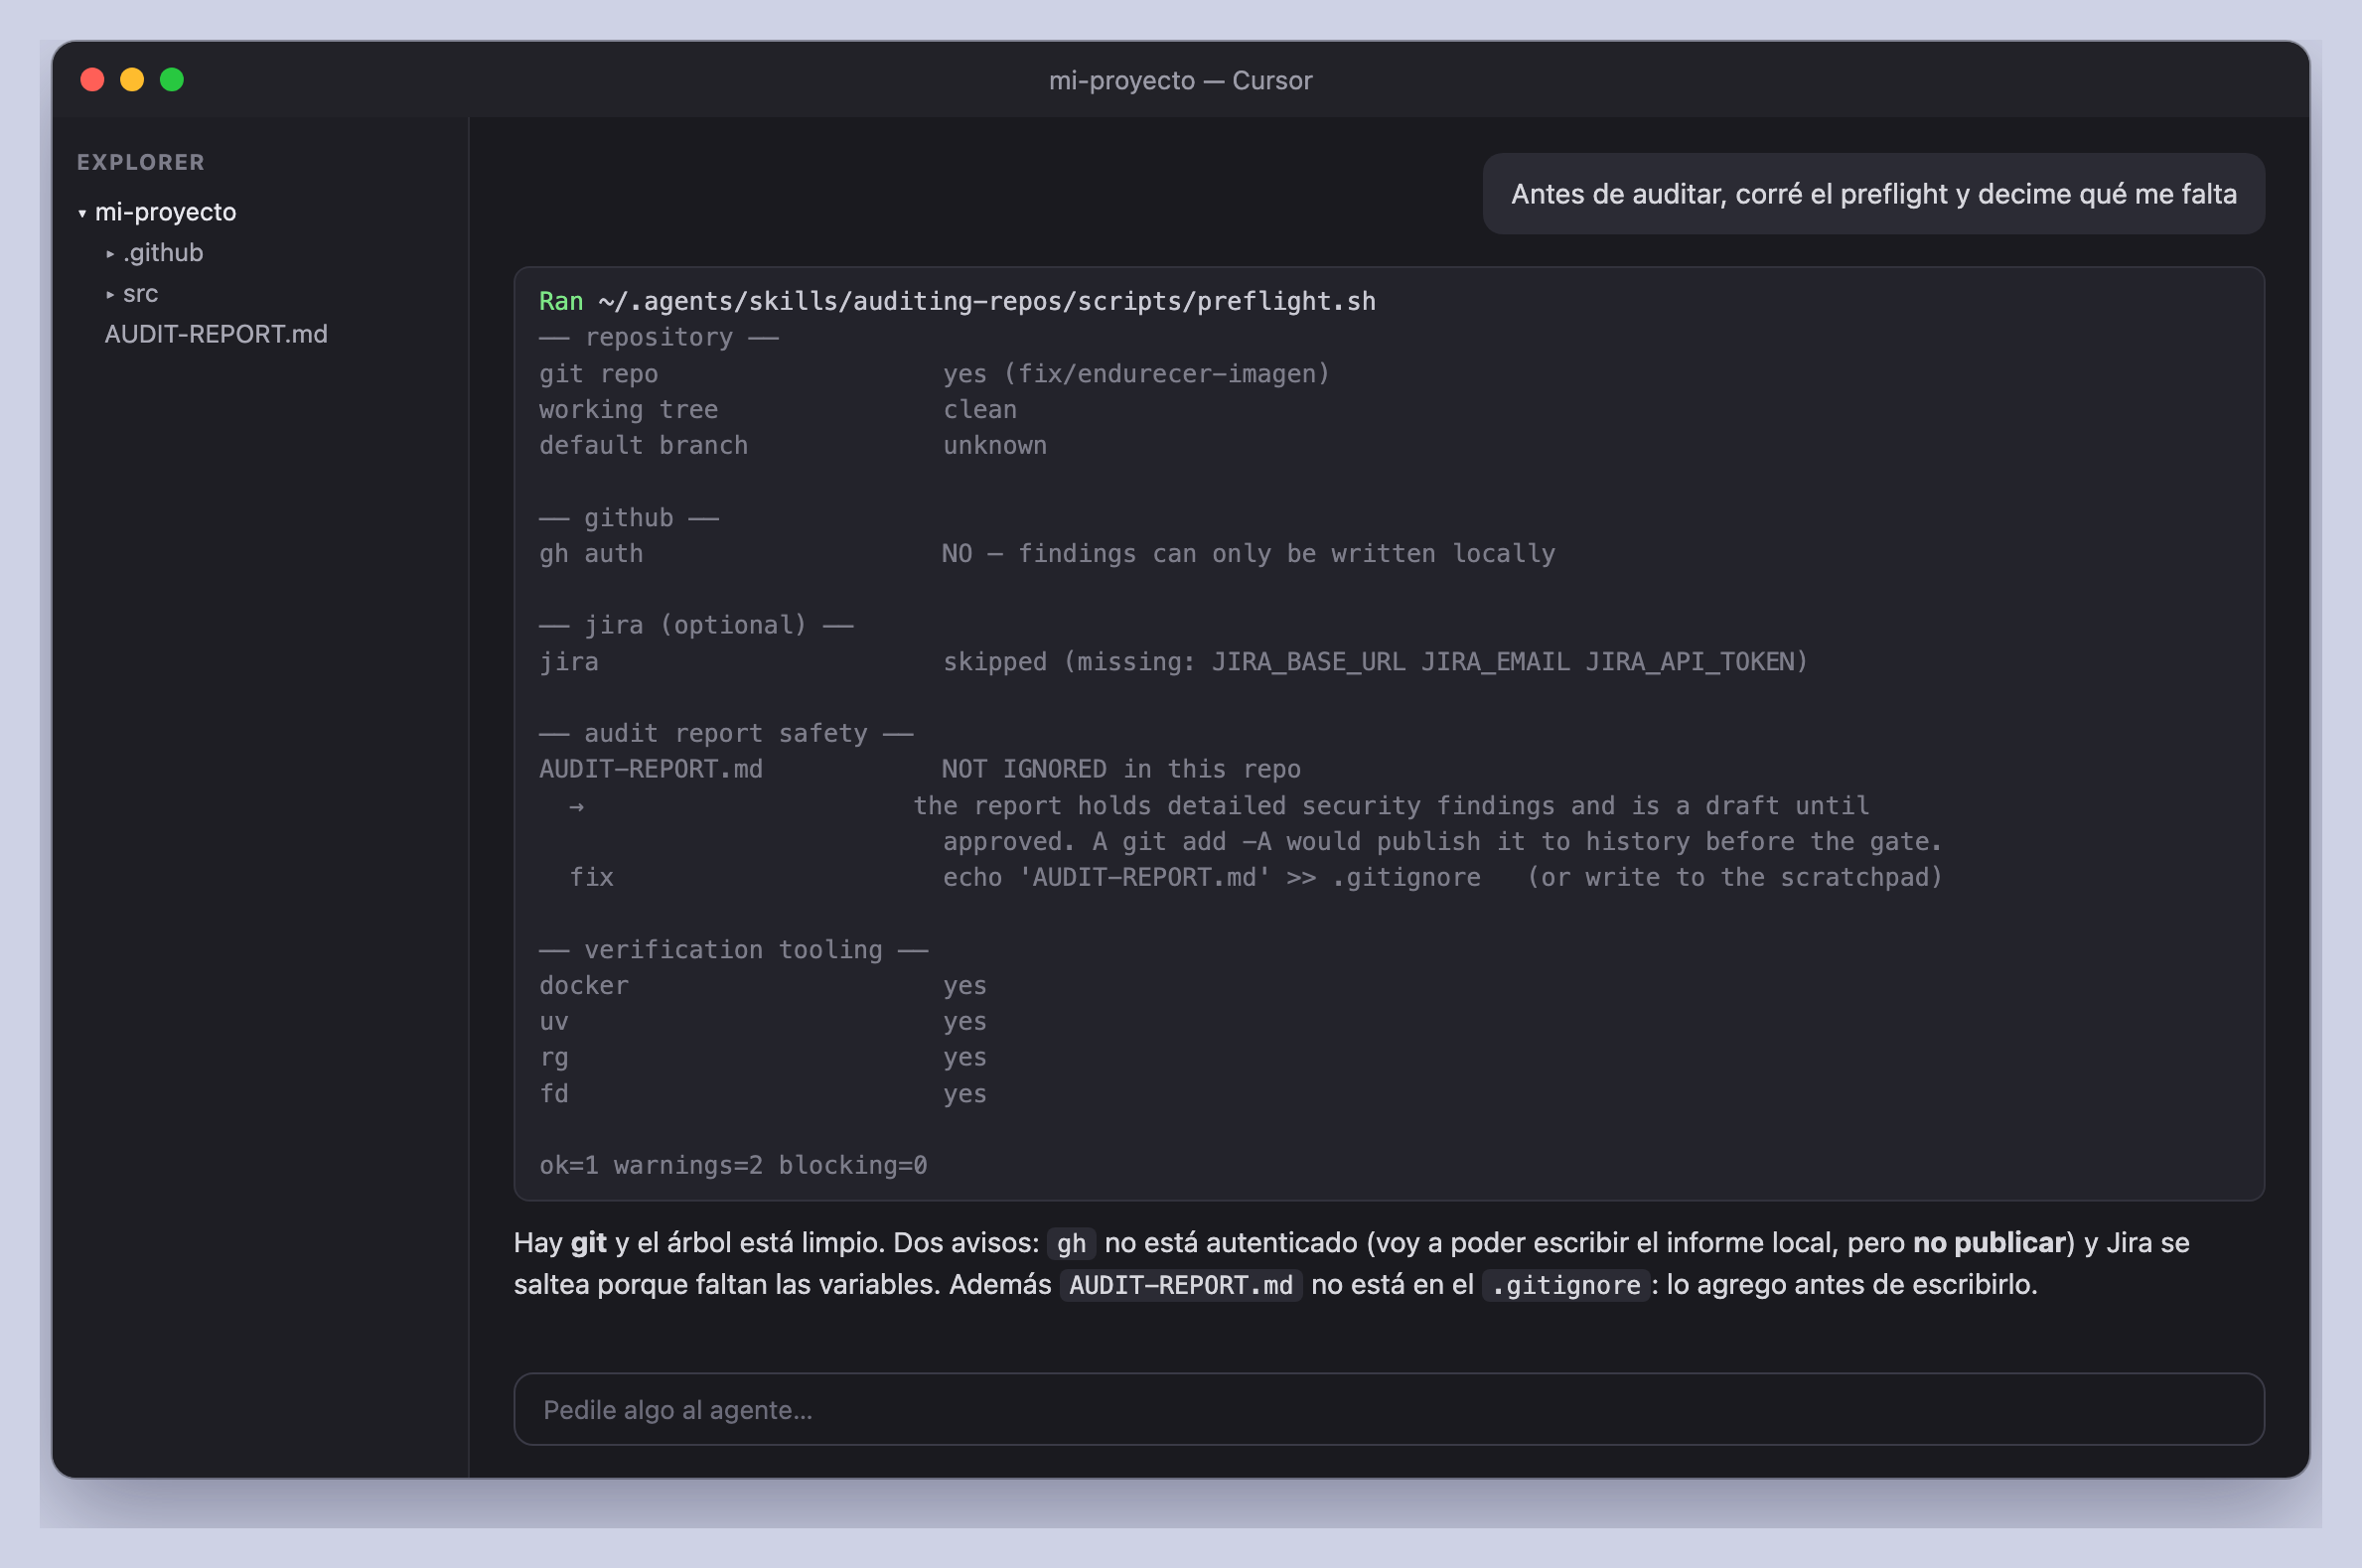 mi-proyecto — Cursor
EXPLORER
▾ mi-proyecto
▸ .github
▸ src
AUDIT-REPORT.md
Antes de auditar, corré el preflight y decime qué me falta
Ran ~/.agents/skills/auditing-repos/scripts/preflight.sh
── repository ──
git repo yes (fix/endurecer-imagen)
working tree clean
default branch unknown
── github ──
gh auth NO — findings can only be written locally
── jira (optional) ──
jira skipped (missing: JIRA_BASE_URL JIRA_EMAIL JIRA_API_TOKEN)
── audit report safety ──
AUDIT-REPORT.md NOT IGNORED in this repo
→ the report holds detailed security findings and is a draft until
approved. A git add -A would publish it to history before the gate.
fix echo 'AUDIT-REPORT.md' >> .gitignore (or write to the scratchpad)
── verification tooling ──
docker yes
uv yes
rg yes
fd yes
ok=1 warnings=2 blocking=0
Hay git y el árbol está limpio. Dos avisos: gh no está autenticado (voy a poder escribir el informe local, pero no publicar) y Jira se
saltea porque faltan las variables. Además AUDIT-REPORT.md no está en el .gitignore: lo agrego antes de escribirlo.
Pedile algo al agente...